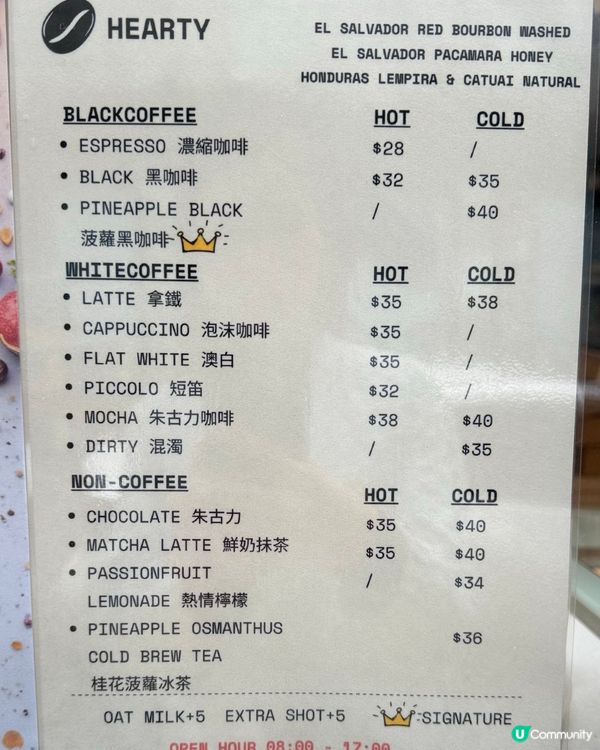 HEARTY
EL SALVADOR RED BOURBON WASHED
EL SALVADOR PACAMARA HONEY
HONDURAS LEMPIRA & CATUAI NATURAL
BLACKCOFFEE HOT COLD
• ESPRESSO 濃縮咖啡 $28 /
• BLACK 黑咖啡 $32 $35
• PINEAPPLE BLACK / $40
菠蘿黑咖啡
WHITECOFFEE HOT COLD
• LATTE 拿鐵 $35 $38
• CAPPUCCINO 泡沫咖啡 $35 /
• FLAT WHITE 澳白 $35 /
• PICCOLO 短笛 $32 /
• MOCHA 朱古力咖啡 $38 $40
• DIRTY 混濁 / $35
NON-COFFEE HOT COLD
• CHOCOLATE 朱古力 $35 $40
• MATCHA LATTE 鮮奶抹茶 $35 $40
• PASSIONFRUIT / $34
LEMONADE 熱情檸檬
• PINEAPPLE OSMANTHUS $36
COLD BREW TEA
桂花菠蘿冰茶
OAT MILK+5 EXTRA SHOT+5 SIGNATURE
OPEN HOUR 08:00 - 17:00
U Community